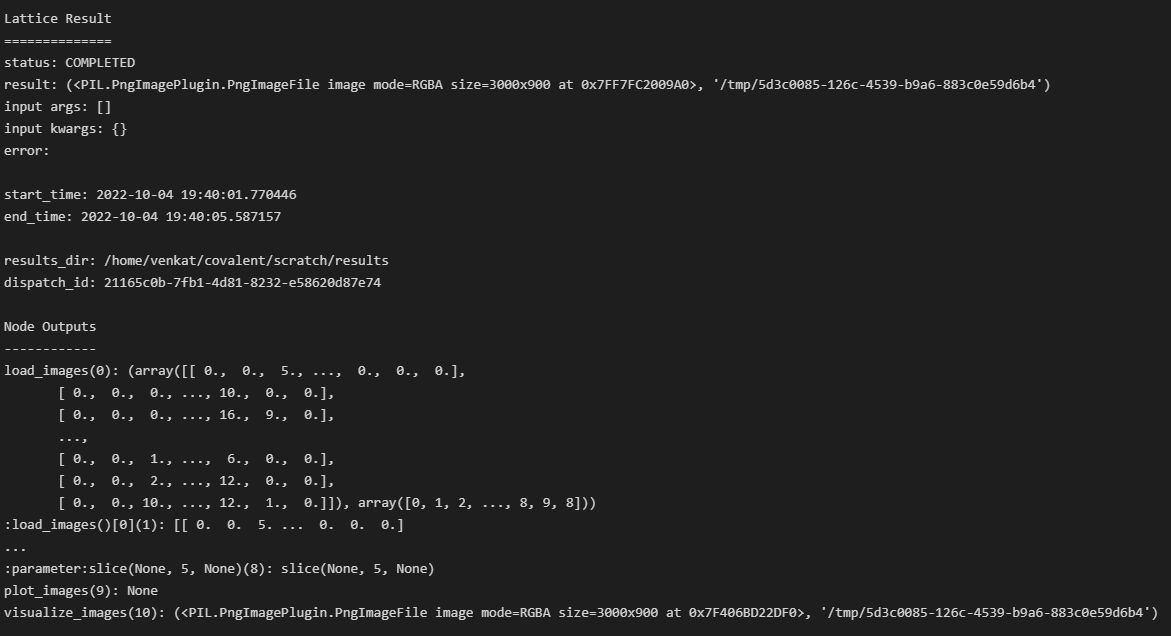 Lattice Result
==============
status: COMPLETED
result: (<PIL.PngImagePlugin.PngImageFile image mode=RGBA size=3000x900 at 0x7FF7FC2009A0>, '/tmp/5d3c0085-126c-4539-b9a6-883c0e59d6b4')
input args: []
input kwargs: {}
error:

start_time: 2022-10-04 19:40:01.770446
end_time: 2022-10-04 19:40:05.587157

results_dir: /home/venkat/covalent/scratch/results
dispatch_id: 21165c0b-7fb1-4d81-8232-e58620d87e74

Node Outputs
------------
load_images(0): (array([[ 0.,  0.,  5., ...,  0.,  0.,  0.],
       [ 0.,  0.,  0., ..., 10.,  0.,  0.],
       [ 0.,  0.,  0., ..., 16.,  9.,  0.],
       ...,
       [ 0.,  0.,  1., ...,  6.,  0.,  0.],
       [ 0.,  0.,  2., ..., 12.,  0.,  0.],
       [ 0.,  0., 10., ..., 12.,  1.,  0.]]), array([0, 1, 2, ..., 8, 9, 8]))
:load_images()[0](1): [[ 0.  0.  5. ...  0.  0.  0.]
...
:parameter:slice(None, 5, None)(8): slice(None, 5, None)
plot_images(9): None
visualize_images(10): (<PIL.PngImagePlugin.PngImageFile image mode=RGBA size=3000x900 at 0x7F406BD22DF0>, '/tmp/5d3c0085-126c-4539-b9a6-883c0e59d6b4')